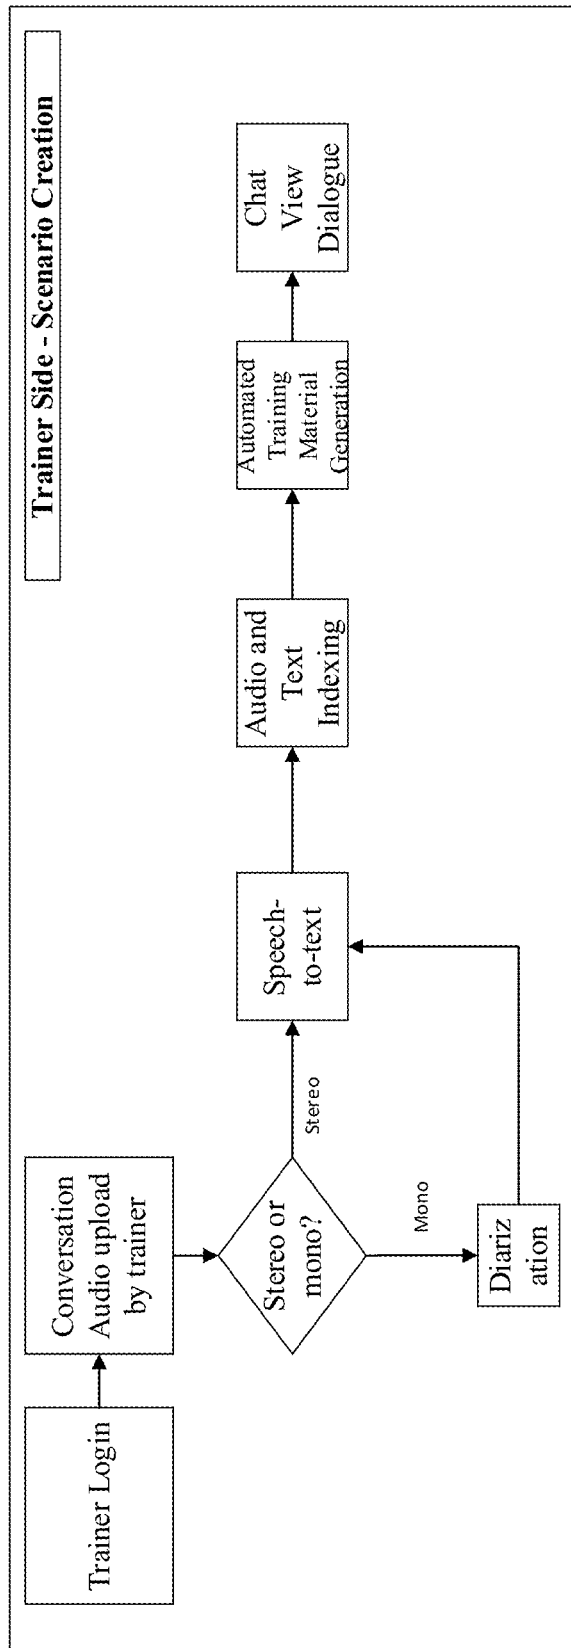 Trainer Side - Scenario Creation
Trainer Login
Conversation
Audio upload
by trainer
Stereo or
mono?
Stereo
Mono
Diariz
ation
Speech-
to-text
Audio and
Text
Indexing
Automated
Training
Material
Generation
Chat
View
Dialogue